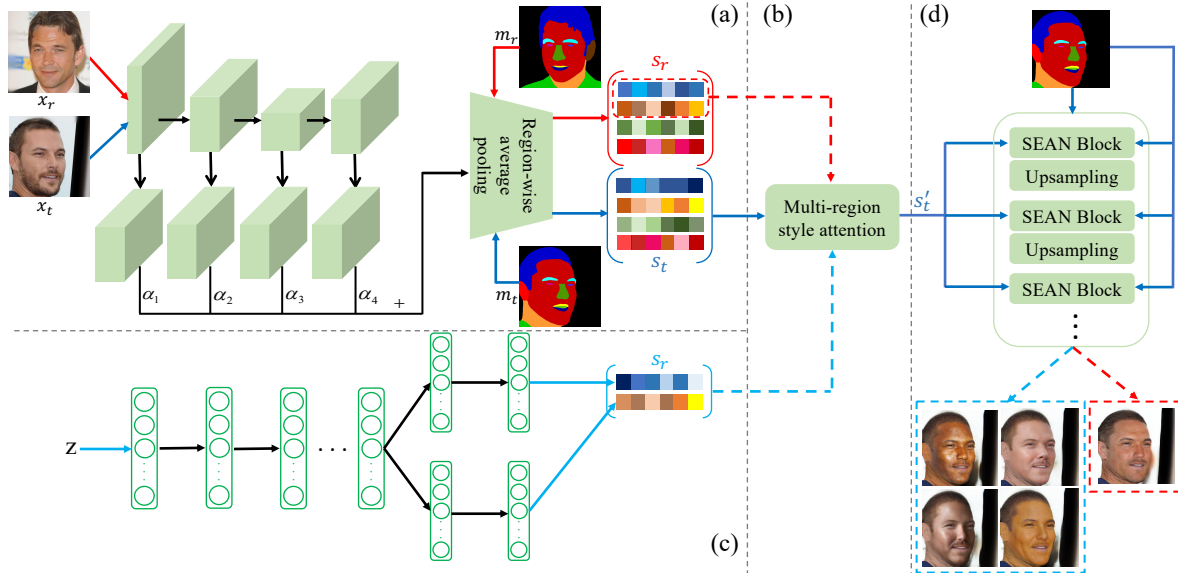 (a)
(b)
(d)
x_r
x_t
α_1
α_2
α_3
α_4
+
m_r
Region-wise
average
pooling
m_t
s_r
s_t
Multi-region
style attention
s_t′
SEAN Block
Upsampling
SEAN Block
Upsampling
SEAN Block
z
s_r
(c)